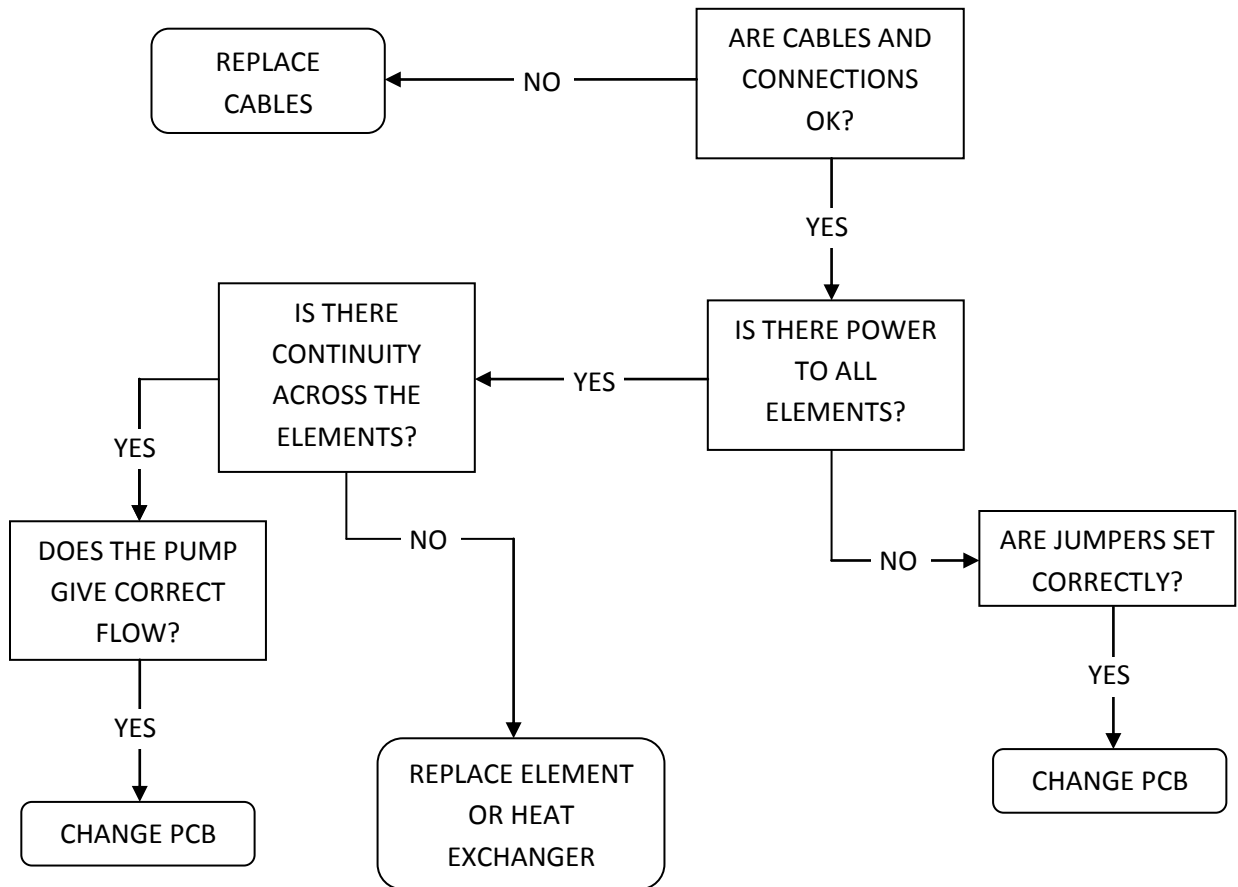 ARE CABLES AND
CONNECTIONS
OK?
REPLACE
CABLES
NO
YES
IS THERE
CONTINUITY
ACROSS THE
ELEMENTS?
IS THERE POWER
TO ALL
ELEMENTS?
YES
YES
DOES THE PUMP
GIVE CORRECT
FLOW?
NO
NO
ARE JUMPERS SET
CORRECTLY?
YES
YES
REPLACE ELEMENT
OR HEAT
EXCHANGER
CHANGE PCB
CHANGE PCB